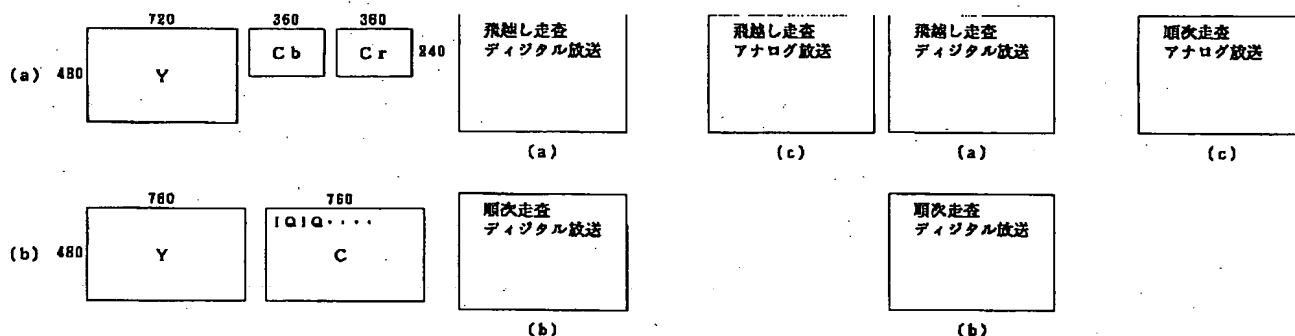 720 360 360
(a) 480 Y Cb Cr 240
飛越し走査
ディジタル放送
(a)
飛越し走査
アナログ放送
(c)
飛越し走査
ディジタル放送
(a)
順次走査
アナログ放送
(c)
760 760
(b) 480 Y IQIQ・・・・ C
順次走査
ディジタル放送
(b)
順次走査
ディジタル放送
(b)